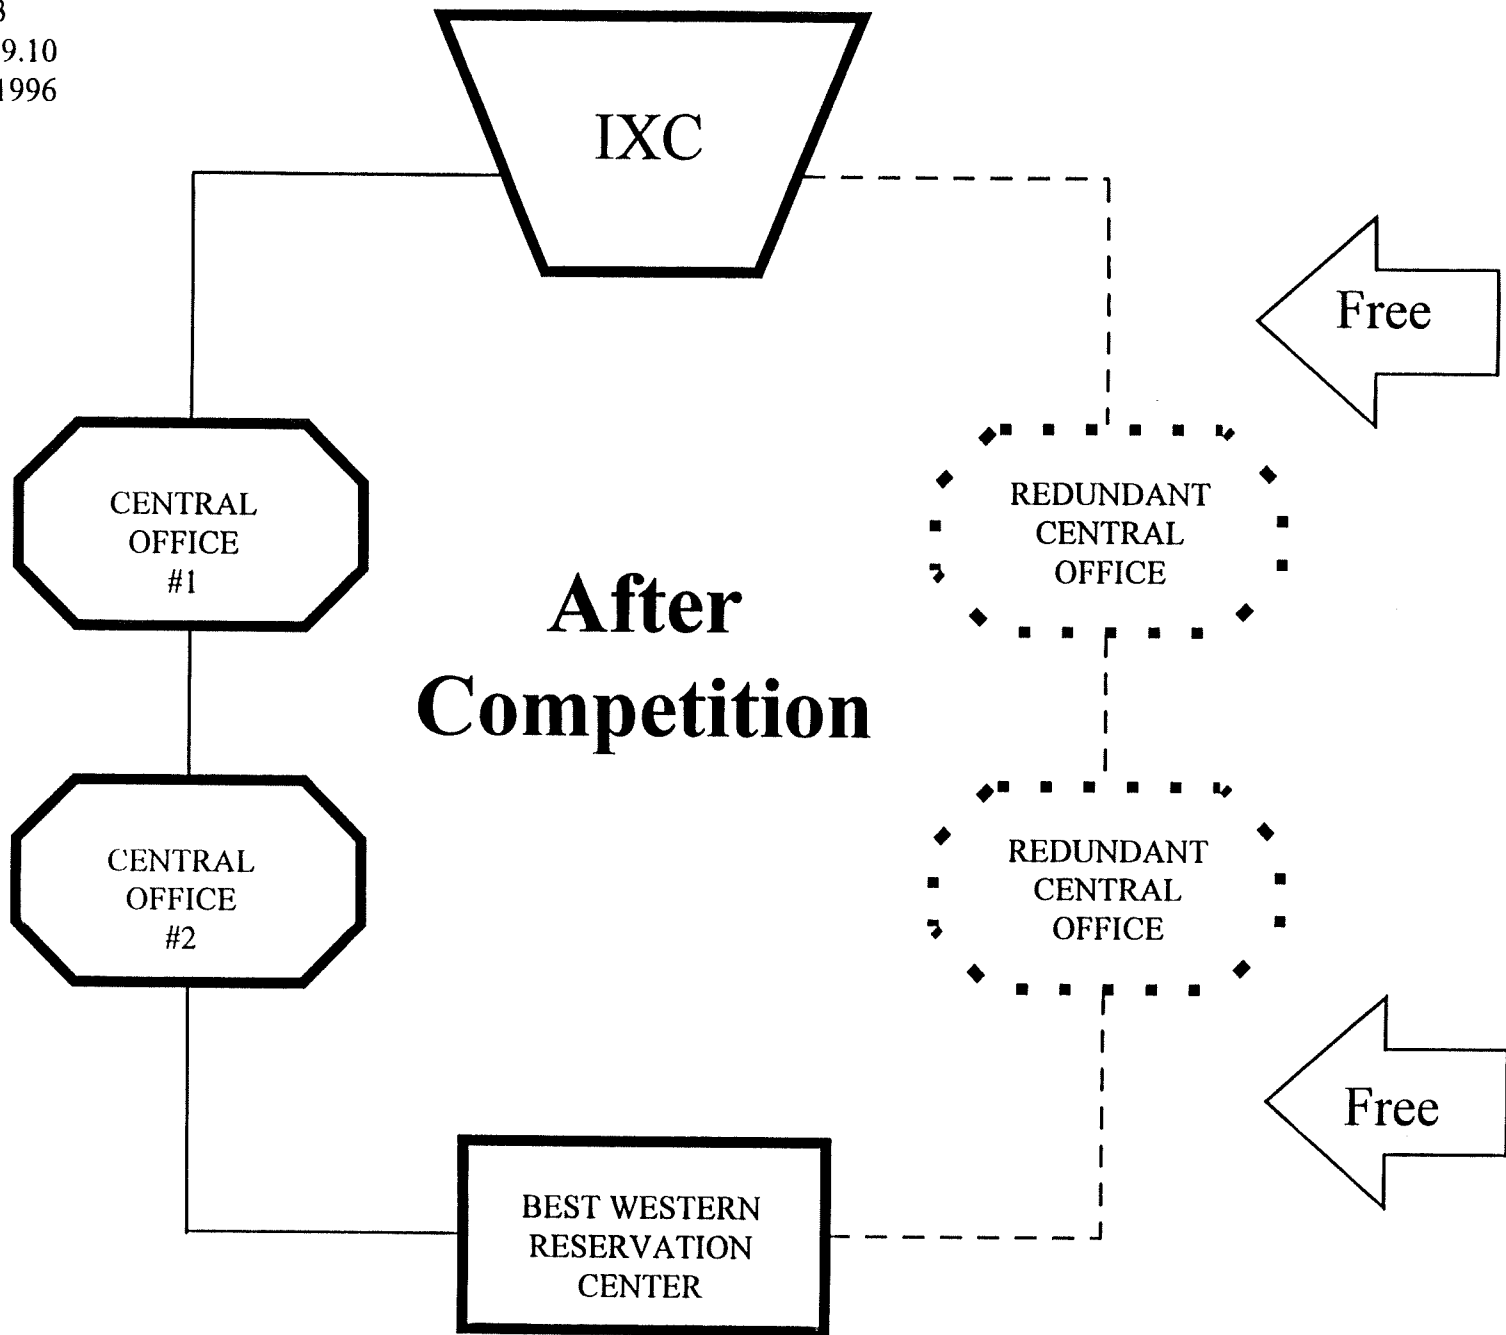 9.10
1996
IXC
Free
CENTRAL
OFFICE
#1
REDUNDANT
CENTRAL
OFFICE
After
Competition
CENTRAL
OFFICE
#2
REDUNDANT
CENTRAL
OFFICE
Free
BEST WESTERN
RESERVATION
CENTER